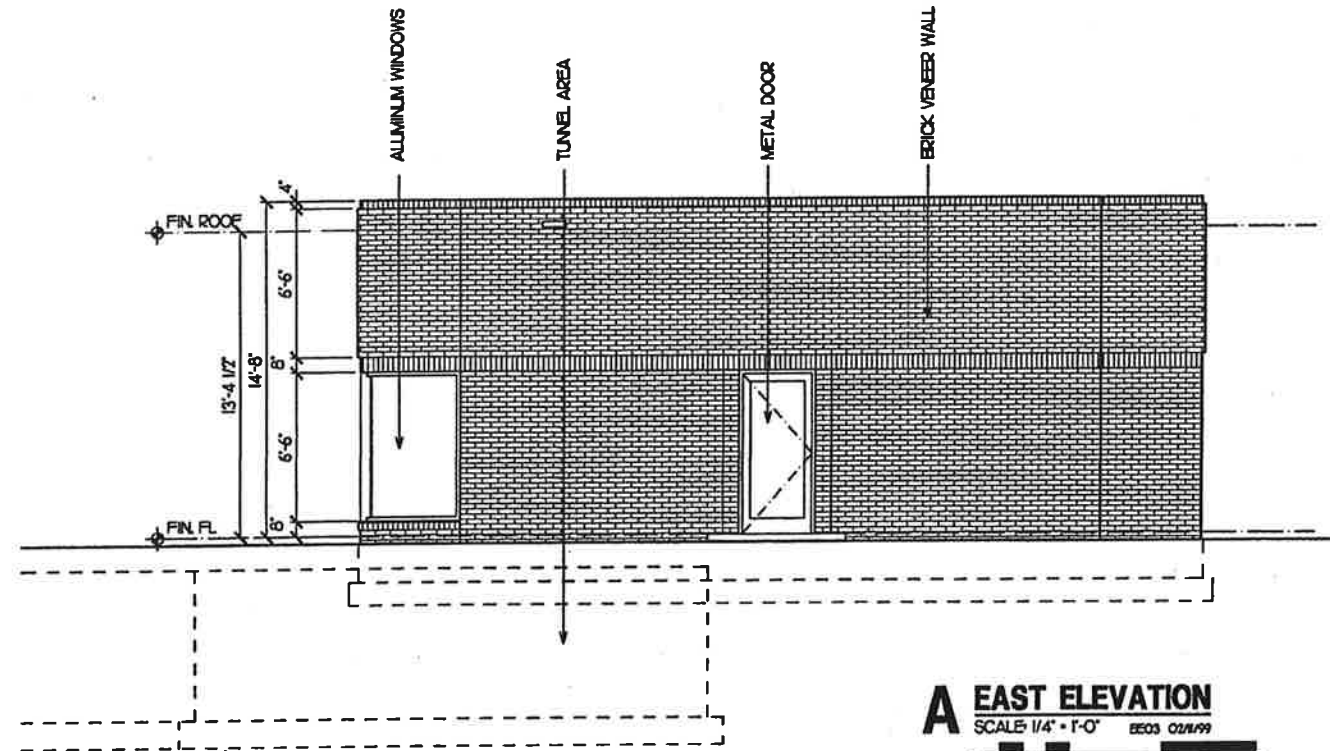 ALUMINUM WINDOWS
TUNNEL AREA
METAL DOOR
BRICK VENEER WALL
4"
FIN. ROOF
6'-6"
14'-8"
13'-4 1/2"
8"
6'-6"
8"
FIN. FL.
A EAST ELEVATION
SCALE: 1/4" = 1'-0"